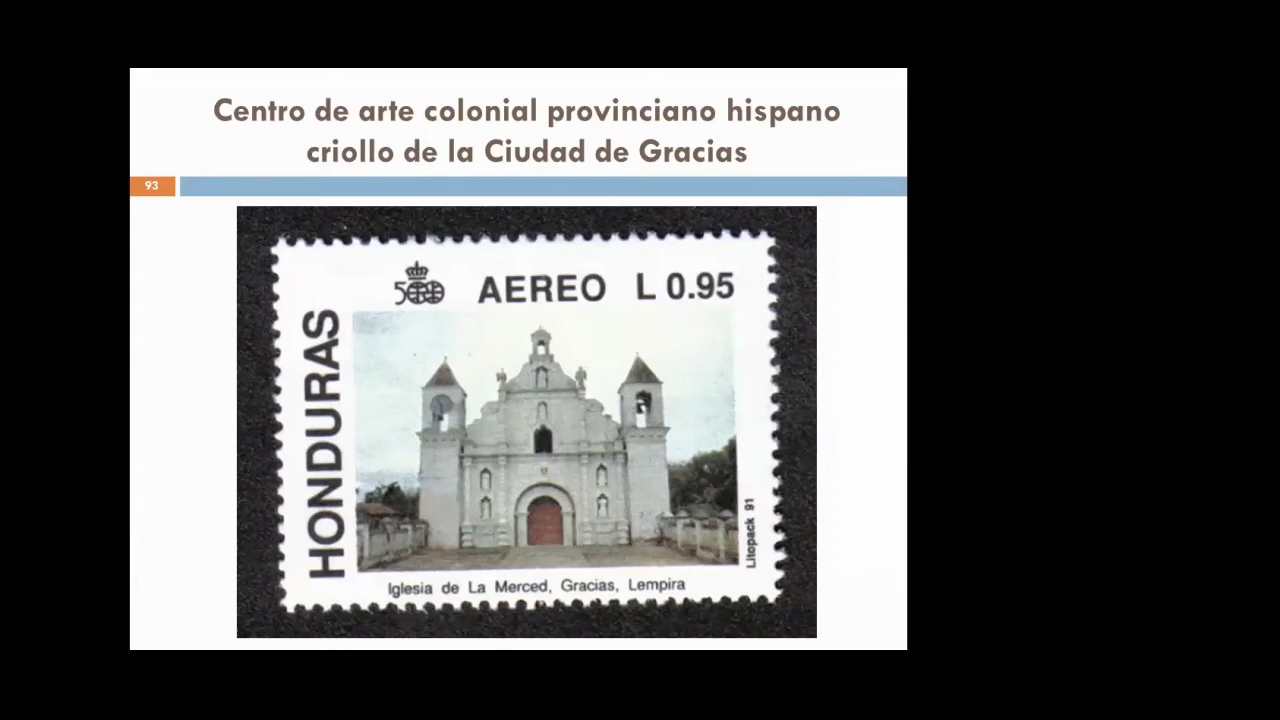 Centro de arte colonial provinciano hispano
criollo de la Ciudad de Gracias
93
500 AEREO L 0.95
HONDURAS
Litopack 91
Iglesia de La Merced, Gracias, Lempira